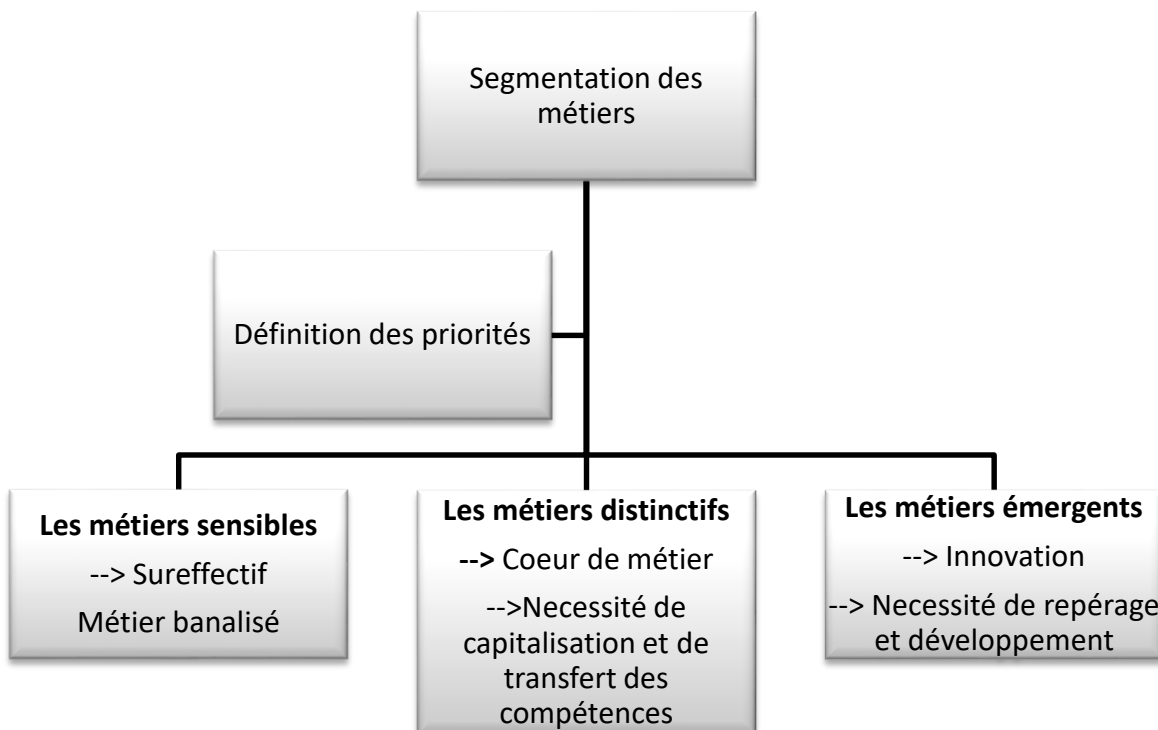 Segmentation des
métiers
Définition des priorités
Les métiers sensibles
--> Sureffectif
Métier banalisé
Les métiers distinctifs
--> Coeur de métier
-->Necessité de
capitalisation et de
transfert des
compétences
Les métiers émergents
--> Innovation
--> Necessité de repérage
et développement